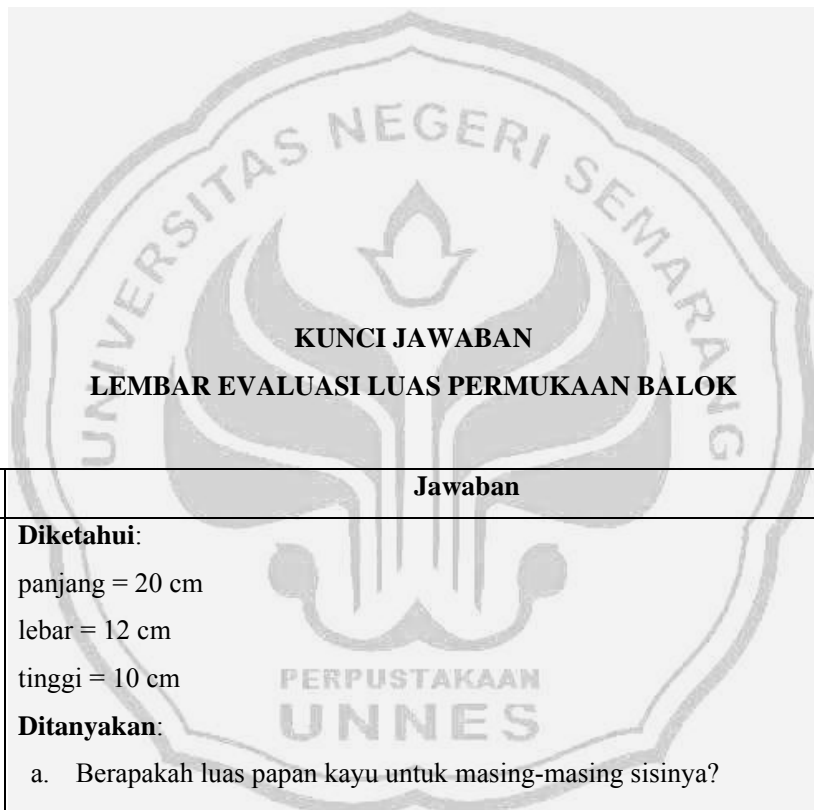 UNIVERSITAS NEGERI SEMARANG
KUNCI JAWABAN
LEMBAR EVALUASI LUAS PERMUKAAN BALOK
Jawaban
Diketahui:
panjang = 20 cm
lebar = 12 cm
tinggi = 10 cm
PERPUSTAKAAN
UNNES
Ditanyakan:
a. Berapakah luas papan kayu untuk masing-masing sisinya?